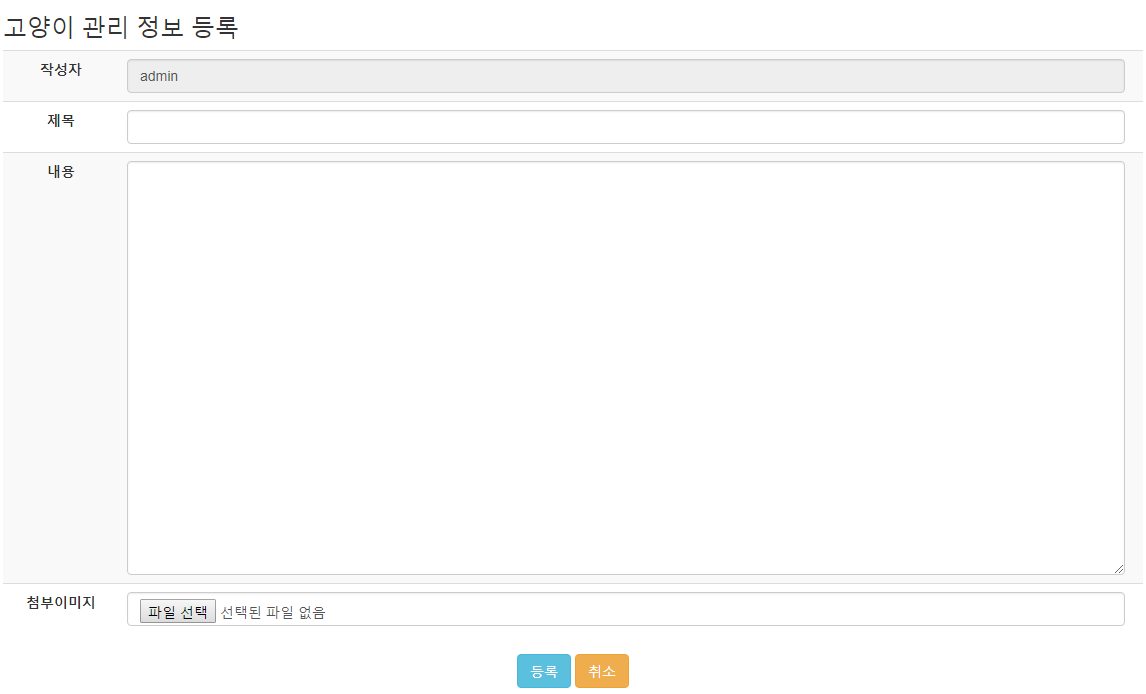 고양이 관리 정보 등록
작성자 admin
제목
내용
첨부이미지 파일 선택 선택된 파일 없음
등록 취소